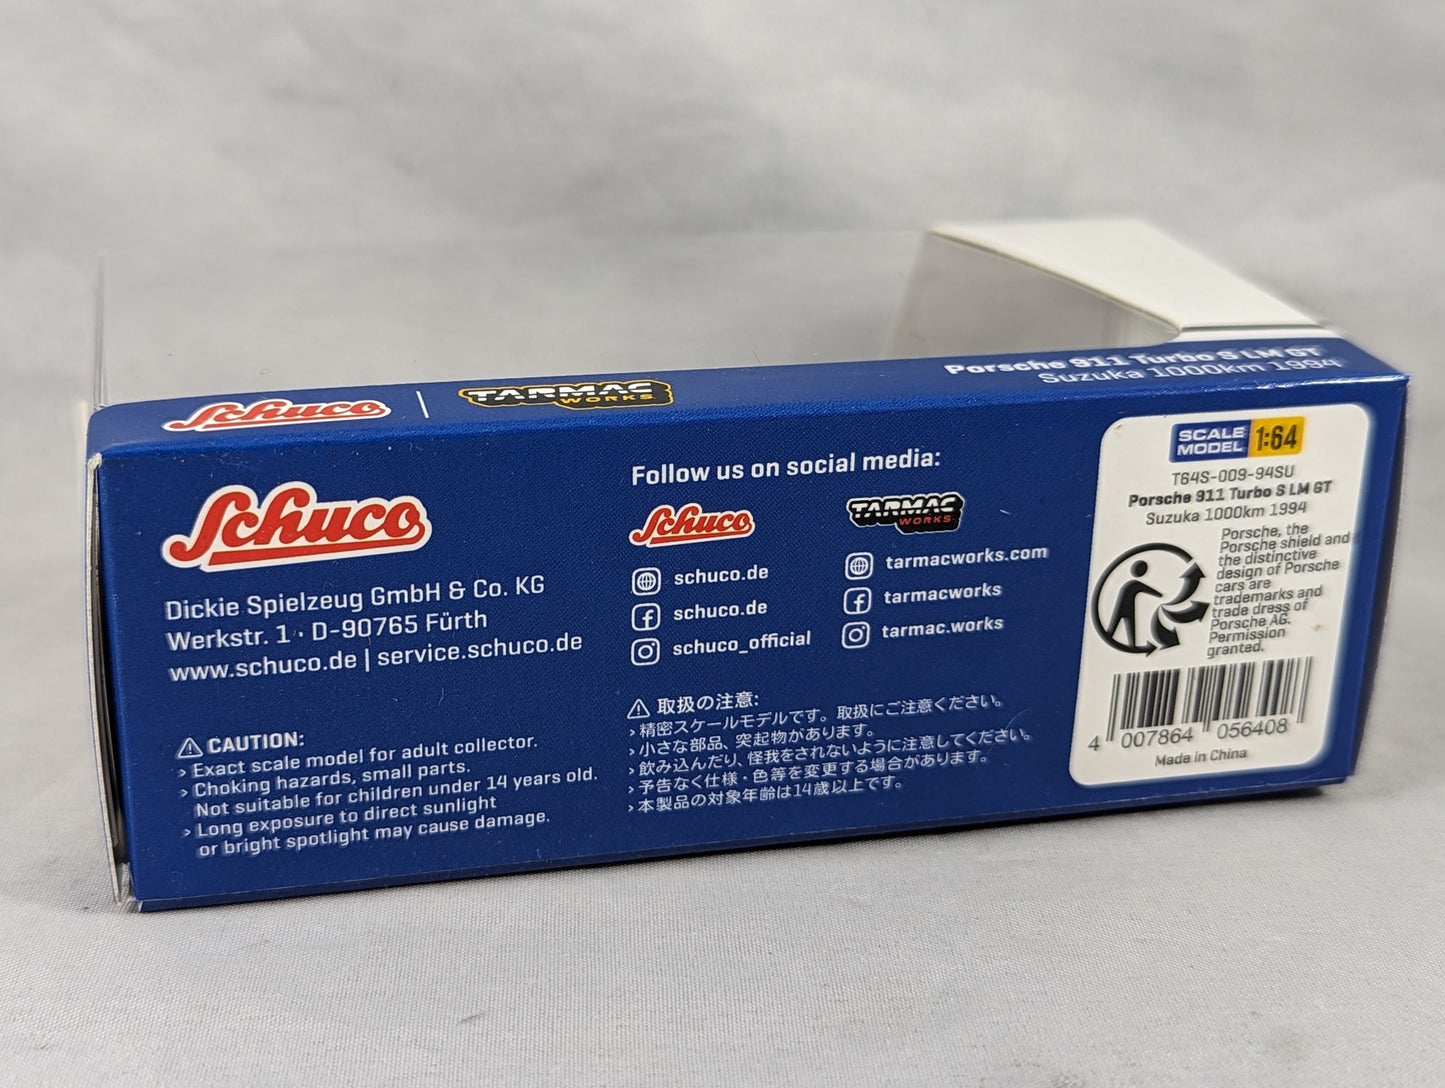 Schuco | TARMAC WORKS
Porsche 911 Turbo S LM GT
Suzuka 1000km 1994
Schuco
Dickie Spielzeug GmbH & Co. KG
Werkstr. 1 · D-90765 Fürth
www.schuco.de | service.schuco.de
CAUTION:
› Exact scale model for adult collector.
› Choking hazards, small parts.
Not suitable for children under 14 years old.
› Long exposure to direct sunlight
or bright spotlight may cause damage.
Follow us on social media:
Schuco
schuco.de
schuco.de
schuco_official
TARMAC WORKS
tarmacworks.com
tarmacworks
tarmac.works
取扱の注意:
› 精密スケールモデルです。取扱にご注意ください。
› 小さな部品、突起物があります。
› 飲み込んだり、怪我をされないように注意してください。
› 予告なく仕様・色等を変更する場合があります。
› 本製品の対象年齢は14歳以上です。
SCALE MODEL 1:64
T64S-009-94SU
Porsche 911 Turbo S LM GT
Suzuka 1000km 1994
Porsche, the
Porsche shield and
the distinctive
design of Porsche
cars are
trademarks and
trade dress of
Porsche AG.
Permission
granted.
4 007864 056408
Made in China